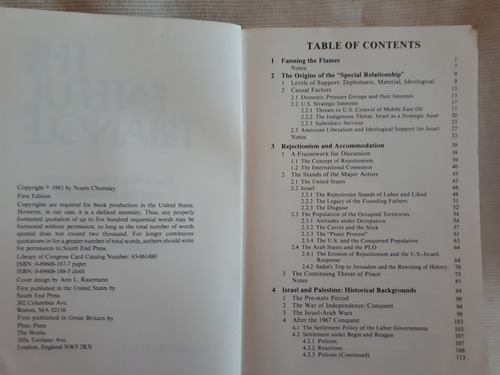 Copyright © 1983 by Noam Chomsky
First Edition
Copyrights are required for book production in the United States.
However, in our case, it is a disliked necessity. Thus, any properly
footnoted quotation of up to five hundred sequential words may be
footnoted without permission, so long as the total number of words
quoted does not exceed two thousand. For longer continuous
quotations or for a greater number of total words, authors should write
for permission to South End Press.
Library of Congress Card Catalog Number: 83-061480
ISBN: 0-89608-187-7 paper
ISBN: 0-89608-188-5 cloth
Cover design by Ann L. Rasermann
First published in the United States by
South End Press
302 Columbus Ave.
Boston, MA 02116
First published in Great Britain by
Pluto Press
The Works
105a Torriano Ave.
London, England NW5 2RX
TABLE OF CONTENTS
1 Fanning the Flames 1
Notes 7
2 The Origins of the "Special Relationship" 9
1 Levels of Support: Diplomatic, Material, Ideological 9
2 Causal Factors 13
2.1 Domestic Pressure Groups and their Interests 13
2.2 U.S. Strategic Interests 17
2.2.1 Threats to U.S. Control of Middle East Oil 17
2.2.2 The Indigenous Threat: Israel as a Strategic Asset 20
2.2.3 Subsidiary Services 23
2.3 American Liberalism and Ideological Support for Israel 27
Notes 33
3 Rejectionism and Accommodation 39
1 A Framework for Discussion 39
1.1 The Concept of Rejectionism 39
1.2 The International Consensus 40
2 The Stands of the Major Actors 43
2.1 The United States 43
2.2 Israel
2.2.1 The Rejectionist Stands of Labor and Likud
2.2.2 The Legacy of the Founding Fathers 51
2.2.3 The Disguise 52
2.3 The Population of the Occupied Territories 53
2.3.1 Attitudes under Occupation
2.3.2 The Carrot and the Stick
2.3.3 The "Peace Process"
2.3.4 The U.S. and the Conquered Population
2.4 The Arab States and the PLO 64
2.4.1 The Erosion of Rejectionism and the U.S.-Israeli
Response 64
2.4.2 Sadat's Trip to Jerusalem and the Rewriting of History
3 The Continuing Threat of Peace 75
Notes 81
4 Israel and Palestine: Historical Backgrounds 89
1 The Pre-state Period 90
2 The War of Independence/Conquest 94
3 The Israel-Arab Wars
4 After the 1967 Conquest 103
4.1 The Settlement Policy of the Labor Governments 103
4.2 Settlement under Begin and Reagan
4.2.1 Policies
4.2.2 Reactions 108
4.2.3 Policies (Continued) 113